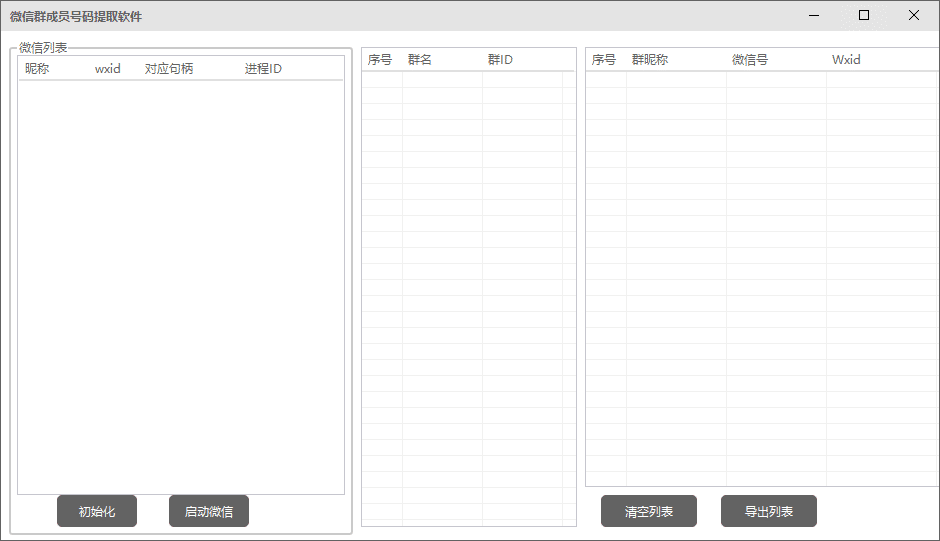 微信群成员号码提取软件
微信列表
昵称 wxid 对应句柄 进程ID
序号 群名 群ID
序号 群昵称 微信号 Wxid
初始化 启动微信
清空列表 导出列表